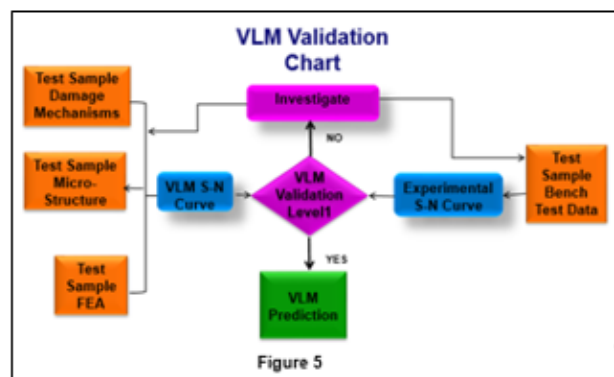 VLM Validation
Chart
Test Sample
Damage
Mechanisms
Investigate
NO
Test Sample
Micro-
Structure
VLM S-N
Curve
VLM
Validation
Level1
Experimental
S-N Curve
Test
Sample
Bench
Test Data
YES
Test
Sample
FEA
VLM
Prediction
Figure 5